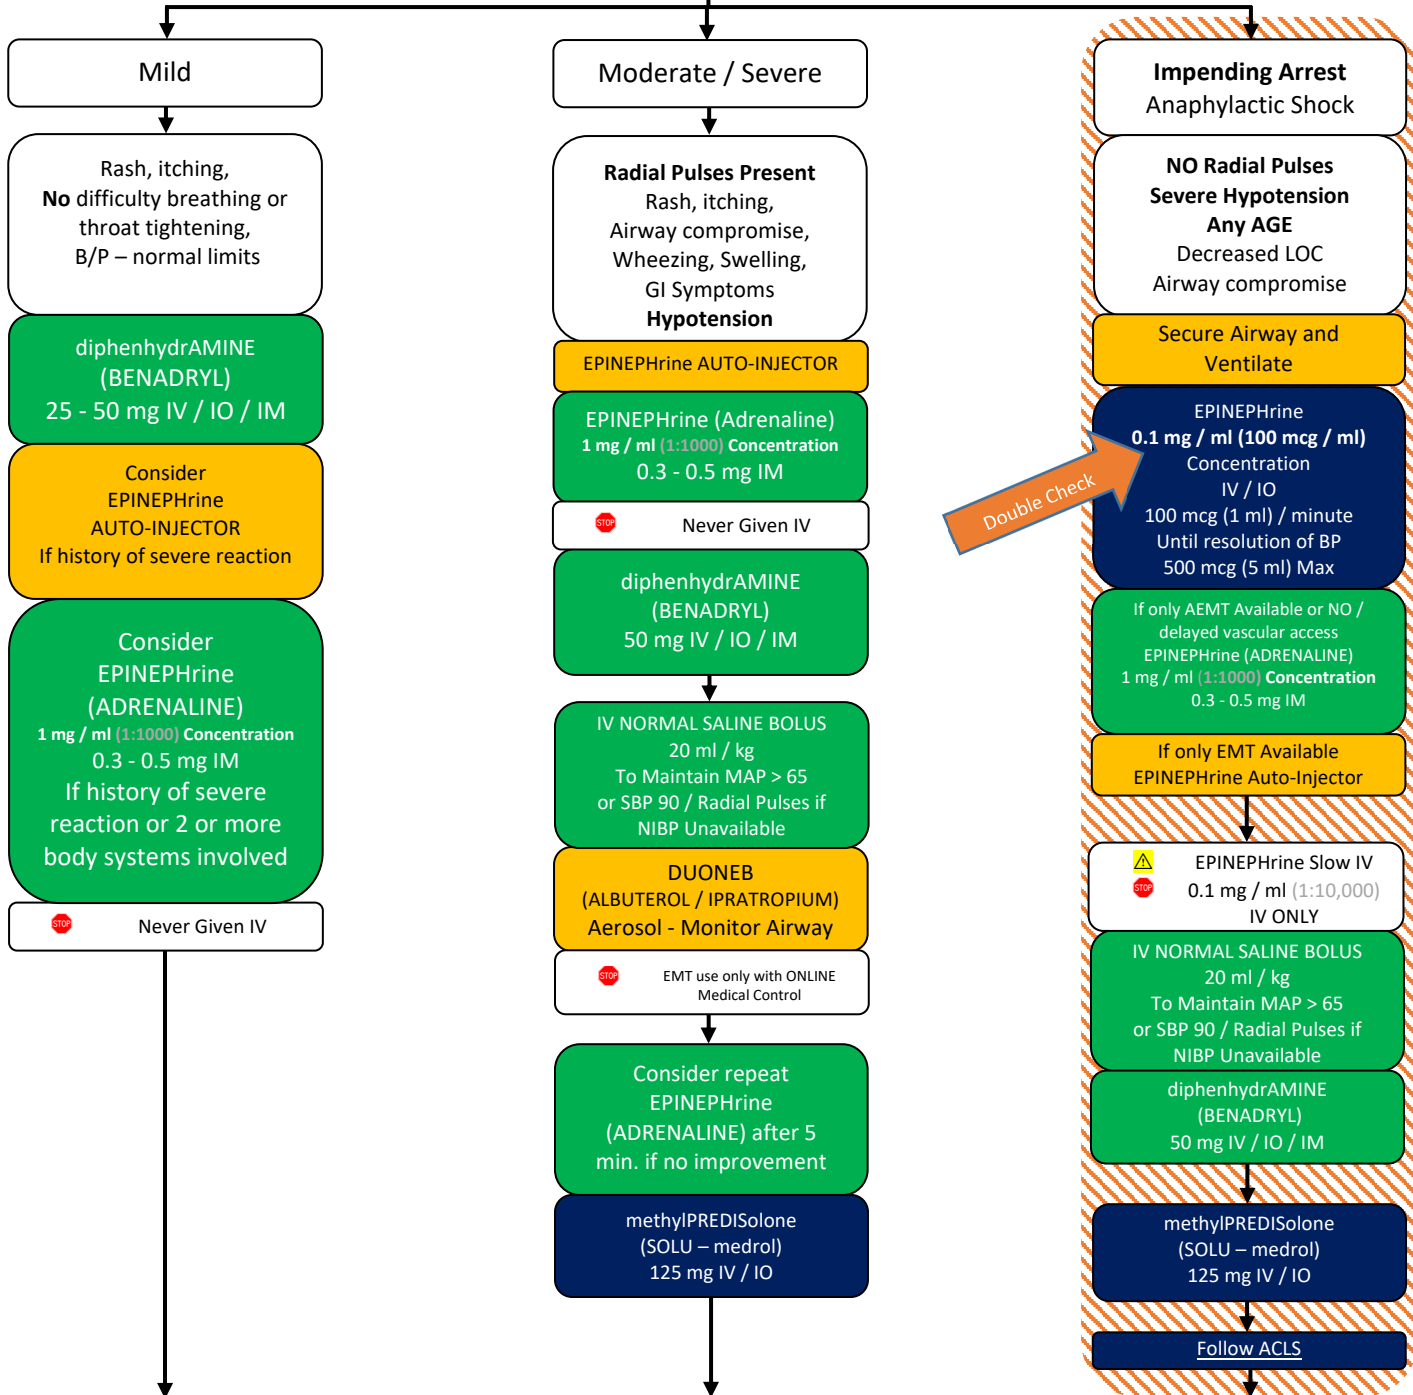 Mild
Rash, itching,
No difficulty breathing or
throat tightening,
B/P – normal limits
diphenhydrAMINE
(BENADRYL)
25 - 50 mg IV / IO / IM
Consider
EPINEPHrine
AUTO-INJECTOR
If history of severe reaction
Consider
EPINEPHrine
(ADRENALINE)
1 mg / ml (1:1000) Concentration
0.3 - 0.5 mg IM
If history of severe
reaction or 2 or more
body systems involved
STOP
Never Given IV
Moderate / Severe
Radial Pulses Present
Rash, itching,
Airway compromise,
Wheezing, Swelling,
GI Symptoms
Hypotension
EPINEPHrine AUTO-INJECTOR
EPINEPHrine (Adrenaline)
1 mg / ml (1:1000) Concentration
0.3 - 0.5 mg IM
STOP
Never Given IV
diphenhydrAMINE
(BENADRYL)
50 mg IV / IO / IM
IV NORMAL SALINE BOLUS
20 ml / kg
To Maintain MAP > 65
or SBP 90 / Radial Pulses if
NIBP Unavailable
DUONEB
(ALBUTEROL / IPRATROPIUM)
Aerosol - Monitor Airway
STOP
EMT use only with ONLINE
Medical Control
Consider repeat
EPINEPHrine
(ADRENALINE) after 5
min. if no improvement
methylPREDISolone
(SOLU – medrol)
125 mg IV / IO
Impending Arrest
Anaphylactic Shock
NO Radial Pulses
Severe Hypotension
Any AGE
Decreased LOC
Airway compromise
Secure Airway and
Ventilate
Double Check
EPINEPHrine
0.1 mg / ml (100 mcg / ml)
Concentration
IV / IO
100 mcg (1 ml) / minute
Until resolution of BP
500 mcg (5 ml) Max
If only AEMT Available or NO /
delayed vascular access
EPINEPHrine (ADRENALINE)
1 mg / ml (1:1000) Concentration
0.3 - 0.5 mg IM
If only EMT Available
EPINEPHrine Auto-Injector
EPINEPHrine Slow IV
STOP
0.1 mg / ml (1:10,000)
IV ONLY
IV NORMAL SALINE BOLUS
20 ml / kg
To Maintain MAP > 65
or SBP 90 / Radial Pulses if
NIBP Unavailable
diphenhydrAMINE
(BENADRYL)
50 mg IV / IO / IM
methylPREDISolone
(SOLU – medrol)
125 mg IV / IO
Follow ACLS